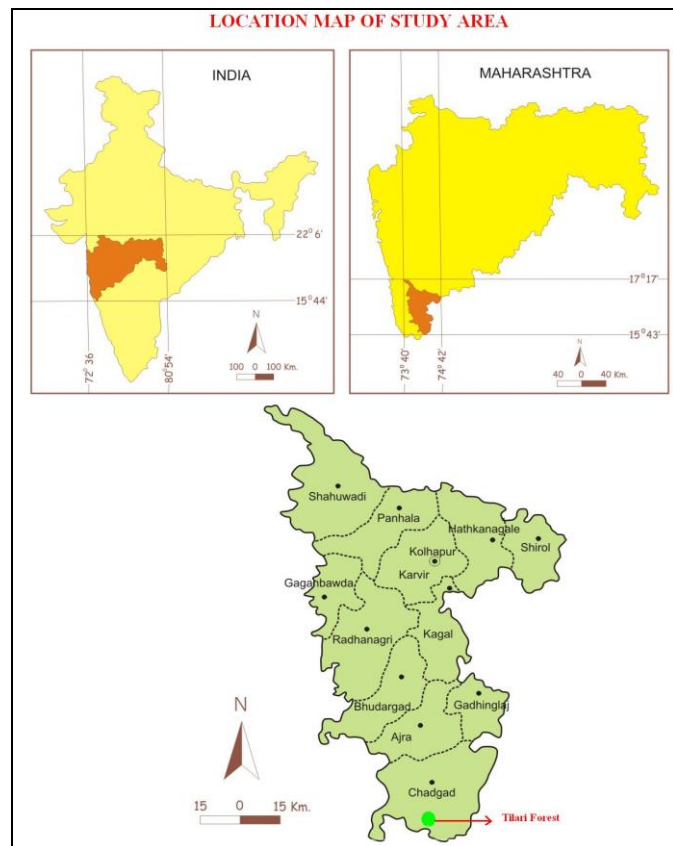 LOCATION MAP OF STUDY AREA
INDIA
22° 6'
15° 44'
N
100 0 100 Km.
72° 36'
80° 54'
MAHARASHTRA
17° 17'
15° 43'
N
40 0 40 Km.
73° 40'
74° 42'
Shahuwadi
Panhala
Hathkanagale
Shirol
Kolhapur
Karvir
Gaganbawda
Radhanagri
Kagal
Bhudargad
Gadhinglaj
Ajra
Chadgad
N
15 0 15 Km.
Tilari Forest